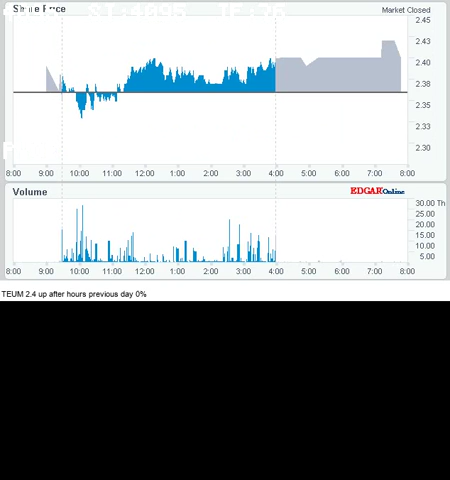 Share Price
Market Closed
2.45
2.43
2.40
2.38
2.35
2.33
2.30
8:00 9:00 10:00 11:00 12:00 1:00 2:00 3:00 4:00 5:00 6:00 7:00 8:00
Volume
EDGAR Online
30.00 Th
25.00
20.00
15.00
10.00
5.00
8:00 9:00 10:00 11:00 12:00 1:00 2:00 3:00 4:00 5:00 6:00 7:00 8:00
TEUM 2.4 up after hours previous day 0%